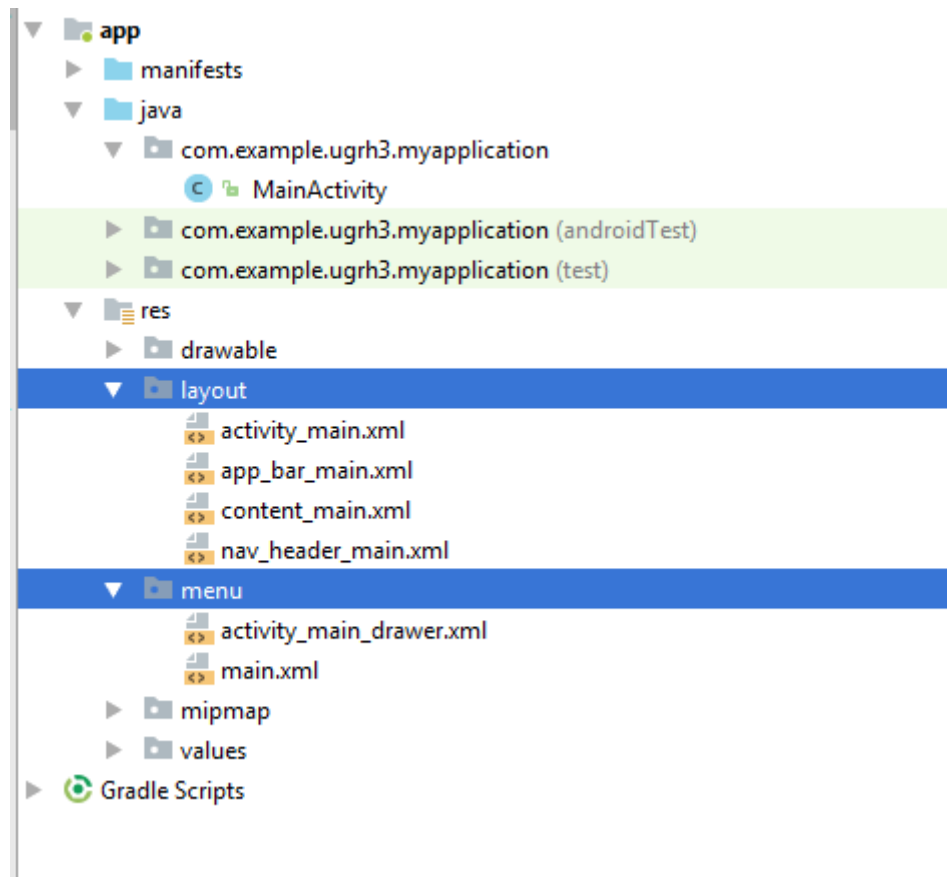 app
manifests
java
com.example.ugrh3.myapplication
C MainActivity
com.example.ugrh3.myapplication (androidTest)
com.example.ugrh3.myapplication (test)
res
drawable
layout
activity_main.xml
app_bar_main.xml
content_main.xml
nav_header_main.xml
menu
activity_main_drawer.xml
main.xml
mipmap
values
Gradle Scripts